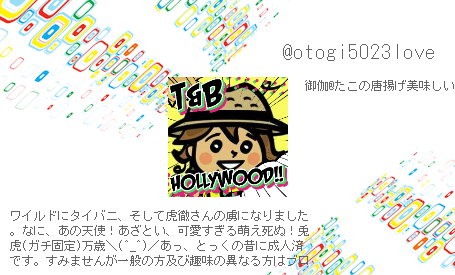 @otogi5023love
御伽@たこの唐揚げ美味しい
T&B
HOLLYWOOD!!
ワイルドにタイバニ、そして虎徹さんの虜になりました
。なに、あの天使！あざとい、可愛すぎる萌え死ぬ！兎
虎(ガチ固定)万歳＼(^_^)／あっ、とっくの昔に成人済
です。すみませんが一般の方及び趣味の異なる方はブロ